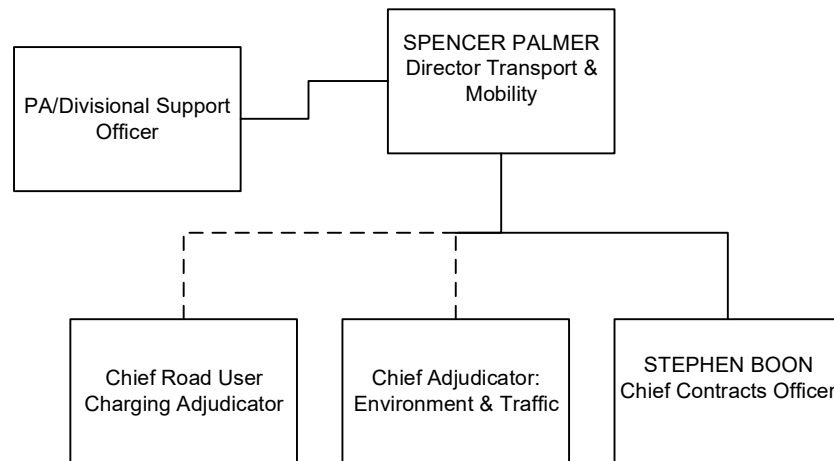 SPENCER PALMER
Director Transport &
Mobility
PA/Divisional Support
Officer
Chief Road User
Charging Adjudicator
Chief Adjudicator:
Environment & Traffic
STEPHEN BOON
Chief Contracts Officer